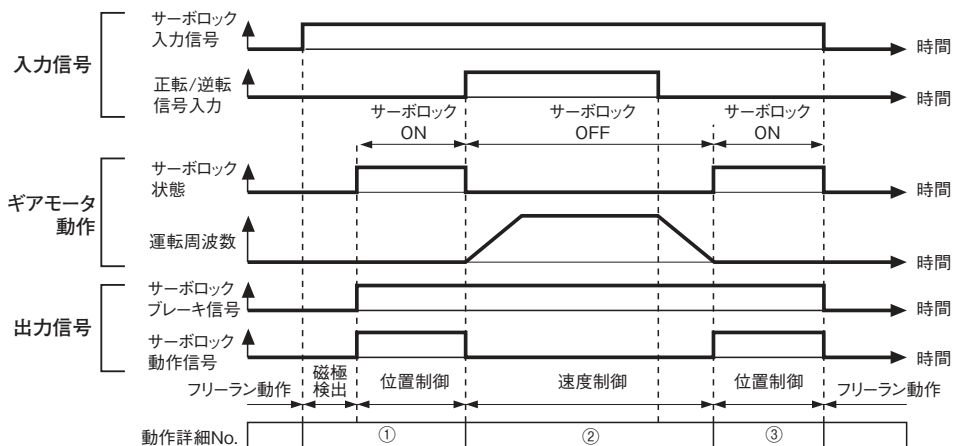 サーボロック
入力信号
時間
入力信号
正転/逆転
信号入力
時間
サーボロック
ON
サーボロック
OFF
サーボロック
ON
サーボロック
状態
時間
ギアモータ
動作
運転周波数
時間
サーボロック
ブレーキ信号
時間
出力信号
サーボロック
動作信号
時間
フリーラン動作
磁極
検出
位置制御
速度制御
位置制御
フリーラン動作
動作詳細No.
①
②
③